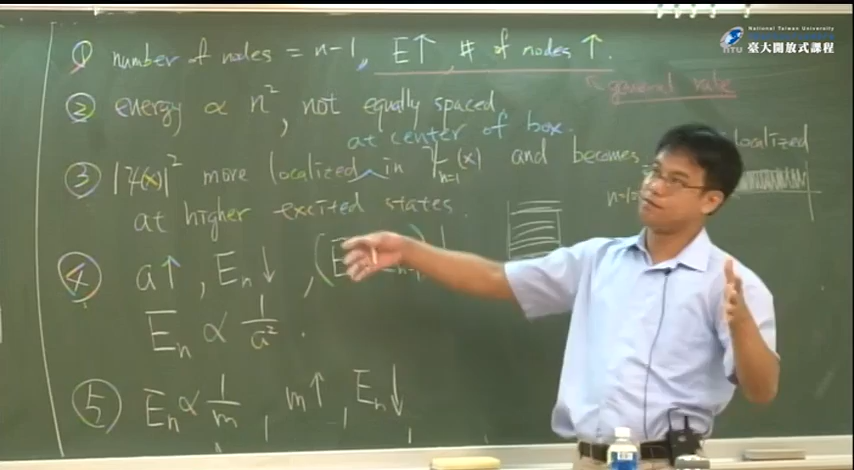 National Taiwan University
NTU 臺大開放式課程
① number of nodes = n-1, E↑, # of nodes ↑.
general rule
② energy ∝ n², not equally spaced.
at center of box.
③ |ψ(x)|² more localized in ψn=1(x) and becomes localized
at higher excited states.
④ a↑, En↓, (E
En ∝ 1/a².
⑤ En ∝ 1/m, m↑, En↓